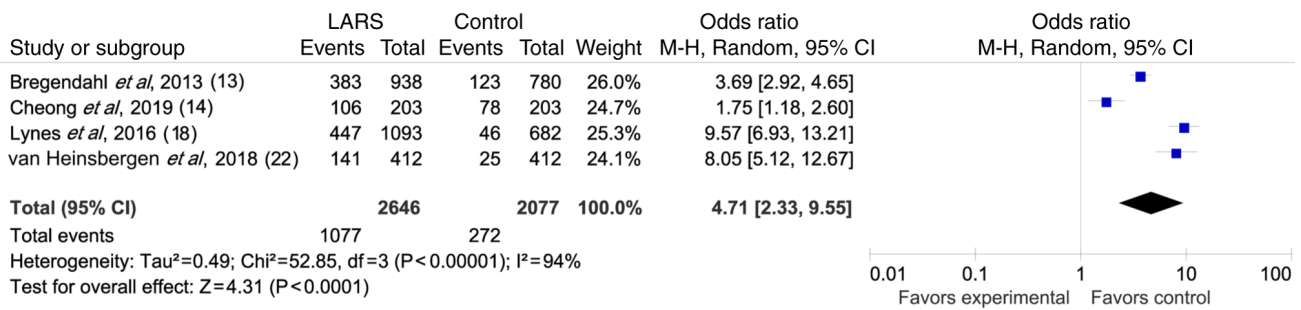 LARS Control Odds ratio Odds ratio
Study or subgroup Events Total Events Total Weight M-H, Random, 95% CI M-H, Random, 95% CI
Bregendahl et al, 2013 (13) 383 938 123 780 26.0% 3.69 [2.92, 4.65]
Cheong et al, 2019 (14) 106 203 78 203 24.7% 1.75 [1.18, 2.60]
Lynes et al, 2016 (18) 447 1093 46 682 25.3% 9.57 [6.93, 13.21]
van Heinsbergen et al, 2018 (22) 141 412 25 412 24.1% 8.05 [5.12, 12.67]
Total (95% CI) 2646 2077 100.0% 4.71 [2.33, 9.55]
Total events 1077 272
Heterogeneity: Tau²=0.49; Chi²=52.85, df=3 (P<0.00001); I²=94%
Test for overall effect: Z=4.31 (P<0.0001)
0.01 0.1 1 10 100
Favors experimental Favors control